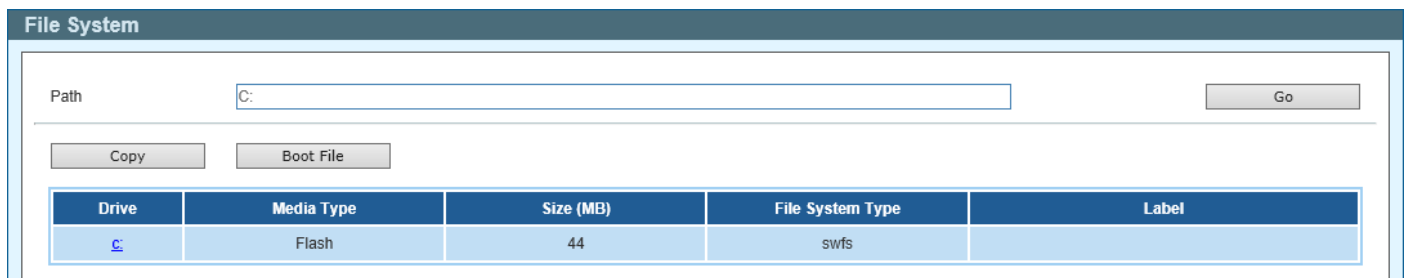 File System
Path C: Go
Copy Boot File
Drive Media Type Size (MB) File System Type Label
c: Flash 44 swfs